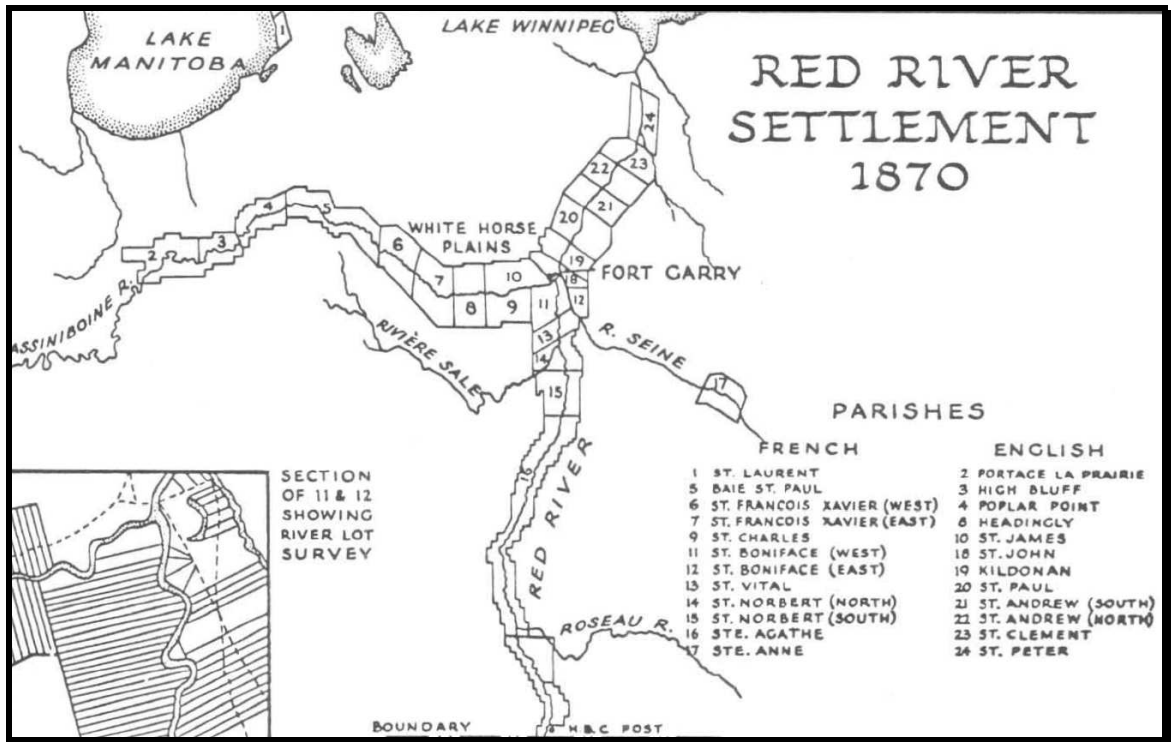 LAKE
MANITOBA
1
LAKE WINNIPEG
RED RIVER
SETTLEMENT
1870
24
23
22
21
20
19
18
12
WHITE HORSE
PLAINS
FORT GARRY
2
3
4
5
6
7
8
9
10
11
13
14
15
16
17
ASSINIBOINE R.
RIVIÈRE SALE
R. SEINE
RED RIVER
ROSEAU R.
BOUNDARY
H.B.C POST
SECTION
OF 11 & 12
SHOWING
RIVER LOT
SURVEY
PARISHES
FRENCH
1 ST. LAURENT
5 BAIE ST. PAUL
6 ST. FRANCOIS XAVIER (WEST)
7 ST. FRANCOIS XAVIER (EAST)
9 ST. CHARLES
11 ST. BONIFACE (WEST)
12 ST. BONIFACE (EAST)
13 ST. VITAL
14 ST. NORBERT (NORTH)
15 ST. NORBERT (SOUTH)
16 STE. AGATHE
17 STE. ANNE
ENGLISH
2 PORTAGE LA PRAIRIE
3 HIGH BLUFF
4 POPLAR POINT
8 HEADINGLY
10 ST. JAMES
18 ST. JOHN
19 KILDONAN
20 ST. PAUL
21 ST. ANDREW (SOUTH)
22 ST. ANDREW (NORTH)
23 ST. CLEMENT
24 ST. PETER